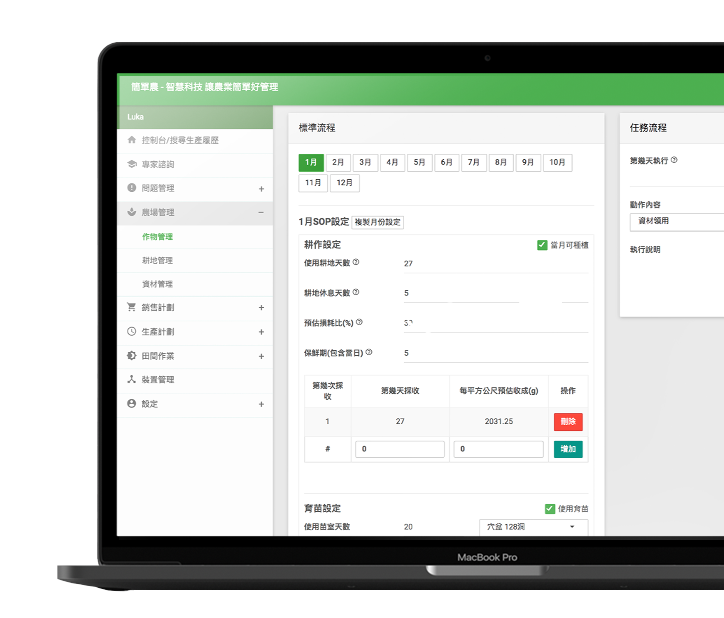 簡單農 - 智慧科技 讓農業簡單好管理
Luka
控制台/搜尋生產履歷
專家諮詢
問題管理 +
農場管理 −
作物管理
耕地管理
資材管理
銷售計劃 +
生產計劃 +
田間作業 +
裝置管理
設定 +
標準流程
1月 2月 3月 4月 5月 6月 7月 8月 9月 10月
11月 12月
1月SOP設定 複製月份設定
耕作設定 當月可種植
使用耕地天數 27
耕地休息天數 5
預估損耗比(%)
保鮮期(包含當日) 5
第幾次採收 第幾天採收 每平方公尺預估收成(g) 操作
1 27 2031.25 刪除
# 0 0 增加
育苗設定 使用育苗
使用苗室天數 20 穴盆 128洞
任務流程
第幾天執行
動作內容
資材領用
執行說明
MacBook Pro